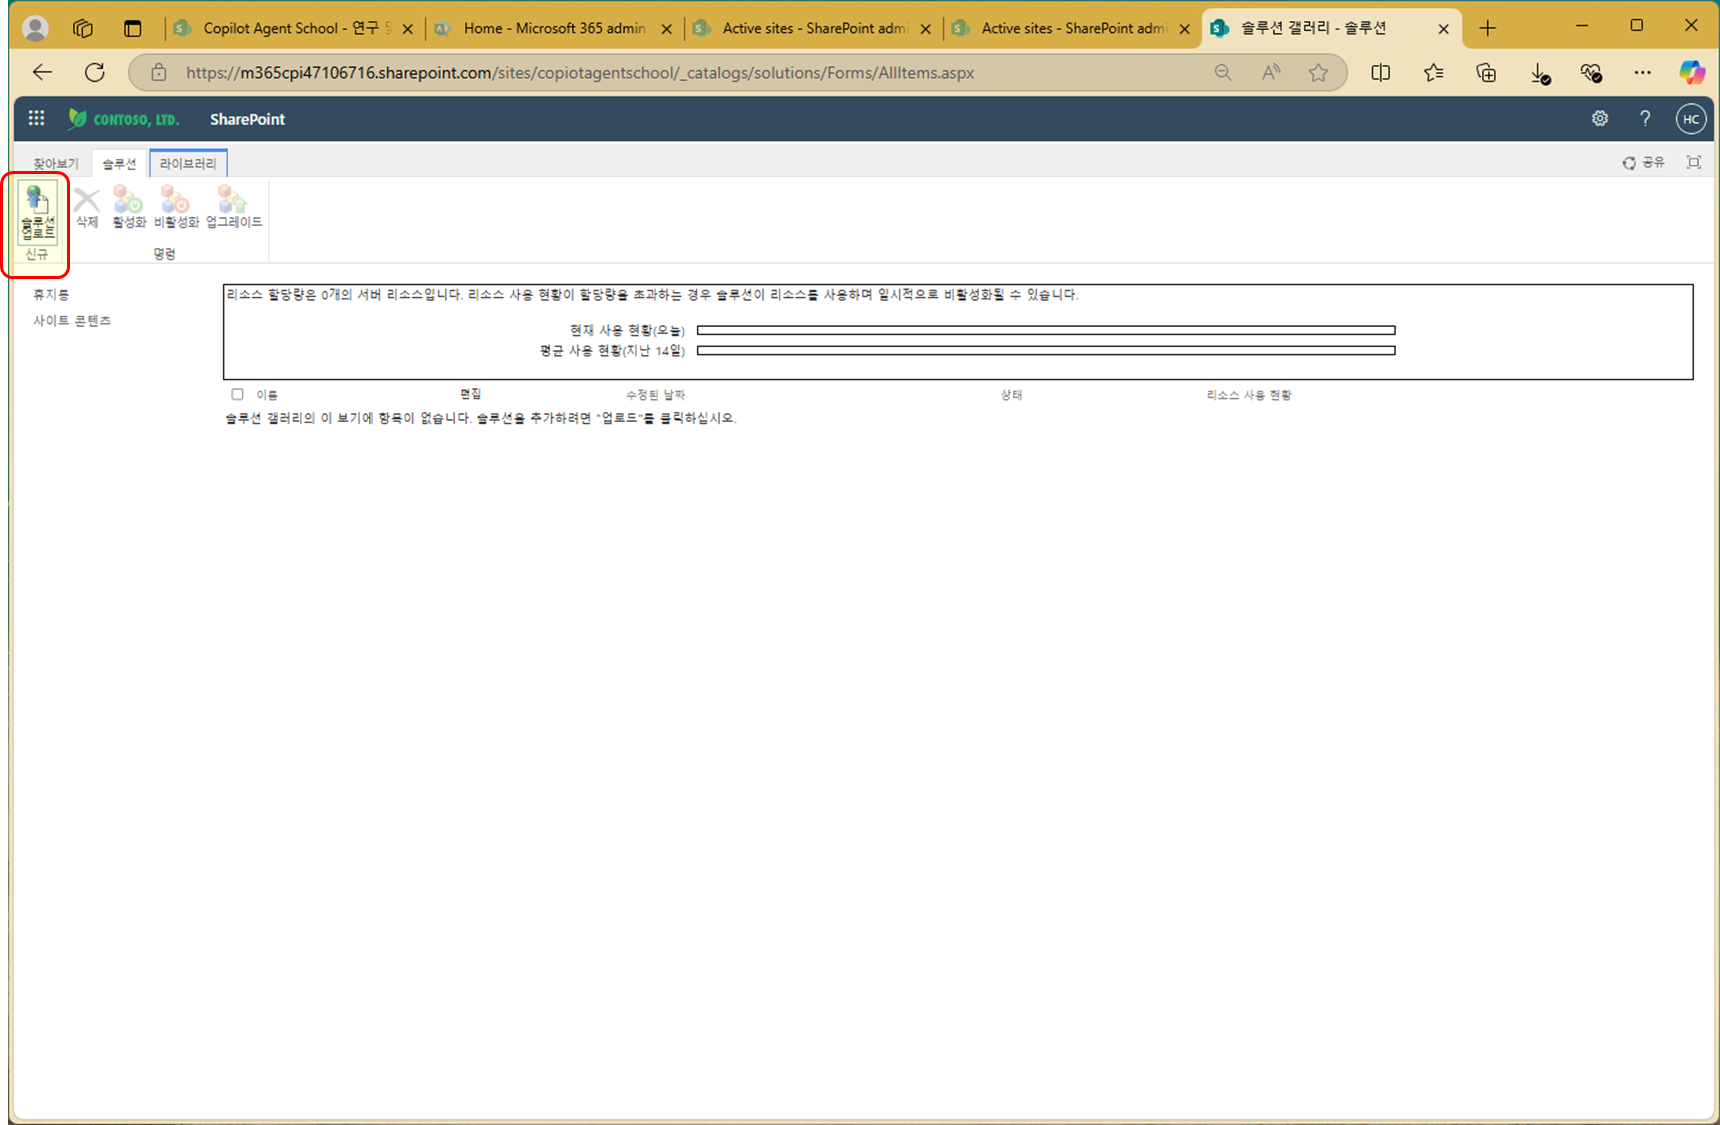 Copilot Agent School - 연구 및
Home - Microsoft 365 admin
Active sites - SharePoint admi
Active sites - SharePoint admi
솔루션 갤러리 - 솔루션
https://m365cpi47106716.sharepoint.com/sites/copiotagentschool/_catalogs/solutions/Forms/AllItems.aspx
CONTOSO, LTD.
SharePoint
?
HC
찾아보기
솔루션
라이브러리
공유
솔루션
업로드
신규
삭제
활성화
비활성화
업그레이드
명령
휴지통
사이트 콘텐츠
리소스 할당량은 0개의 서버 리소스입니다. 리소스 사용 현황이 할당량을 초과하는 경우 솔루션이 리소스를 사용하며 일시적으로 비활성화될 수 있습니다.
현재 사용 현황(오늘)
평균 사용 현황(지난 14일)
이름
편집
수정된 날짜
상태
리소스 사용 현황
솔루션 갤러리의 이 보기에 항목이 없습니다. 솔루션을 추가하려면 "업로드"를 클릭하십시오.